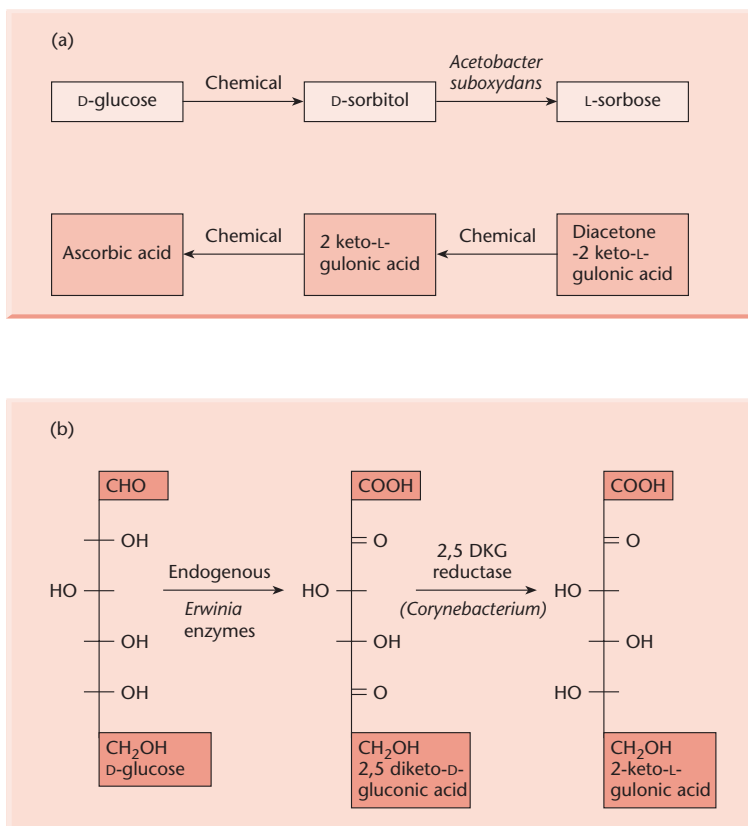 (a)
D-glucose
Chemical
D-sorbitol
Acetobacter
suboxydans
L-sorbose
Ascorbic acid
Chemical
2 keto-L-
gulonic acid
Chemical
Diacetone
-2 keto-L-
gulonic acid
(b)
CHO
OH
HO
OH
OH
CH₂OH
D-glucose
Endogenous
Erwinia
enzymes
COOH
O
HO
OH
O
CH₂OH
2,5 diketo-D-
gluconic acid
2,5 DKG
reductase
(Corynebacterium)
COOH
O
HO
OH
HO
CH₂OH
2-keto-L-
gulonic acid